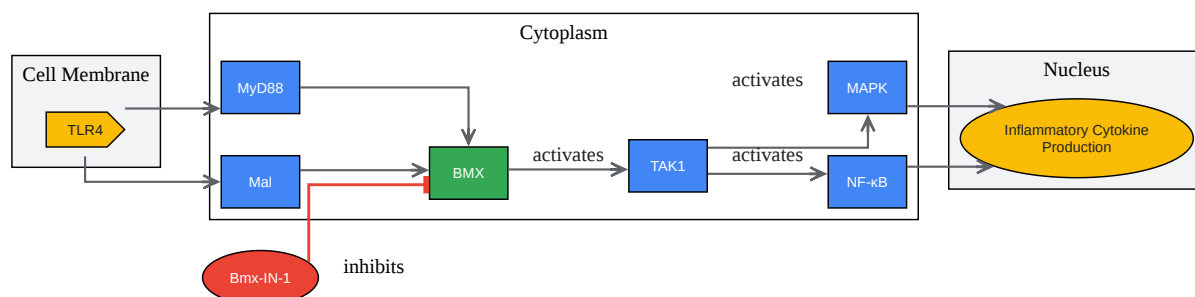 Cytoplasm
Cell Membrane
Nucleus
MyD88
activates
MAPK
TLR4
Inflammatory Cytokine
Production
Mal
BMX
activates
TAK1
activates
NF-κB
Bmx-IN-1
inhibits